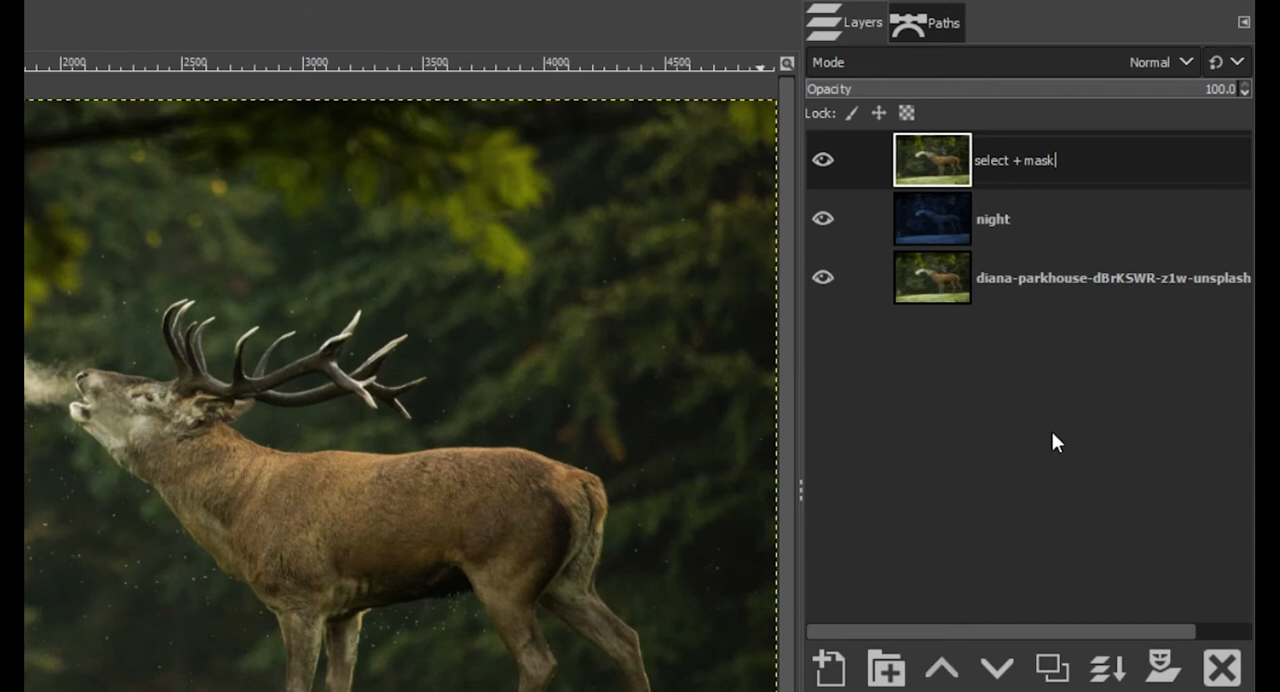 Layers Paths
2000 2500 3000 3500 4000 4500
Mode Normal
Opacity 100.0
Lock:
select + mask
night
diana-parkhouse-dBrKSWR-z1w-unsplash